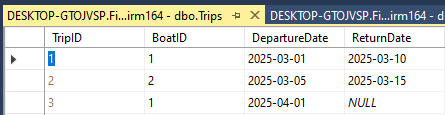 DESKTOP-GTOJVSP.Fi...irm164 - dbo.Trips DESKTOP-GTOJVSP.Fi...irm164 - d
TripID BoatID DepartureDate ReturnDate
1 1 2025-03-01 2025-03-10
2 2 2025-03-05 2025-03-15
3 1 2025-04-01 NULL